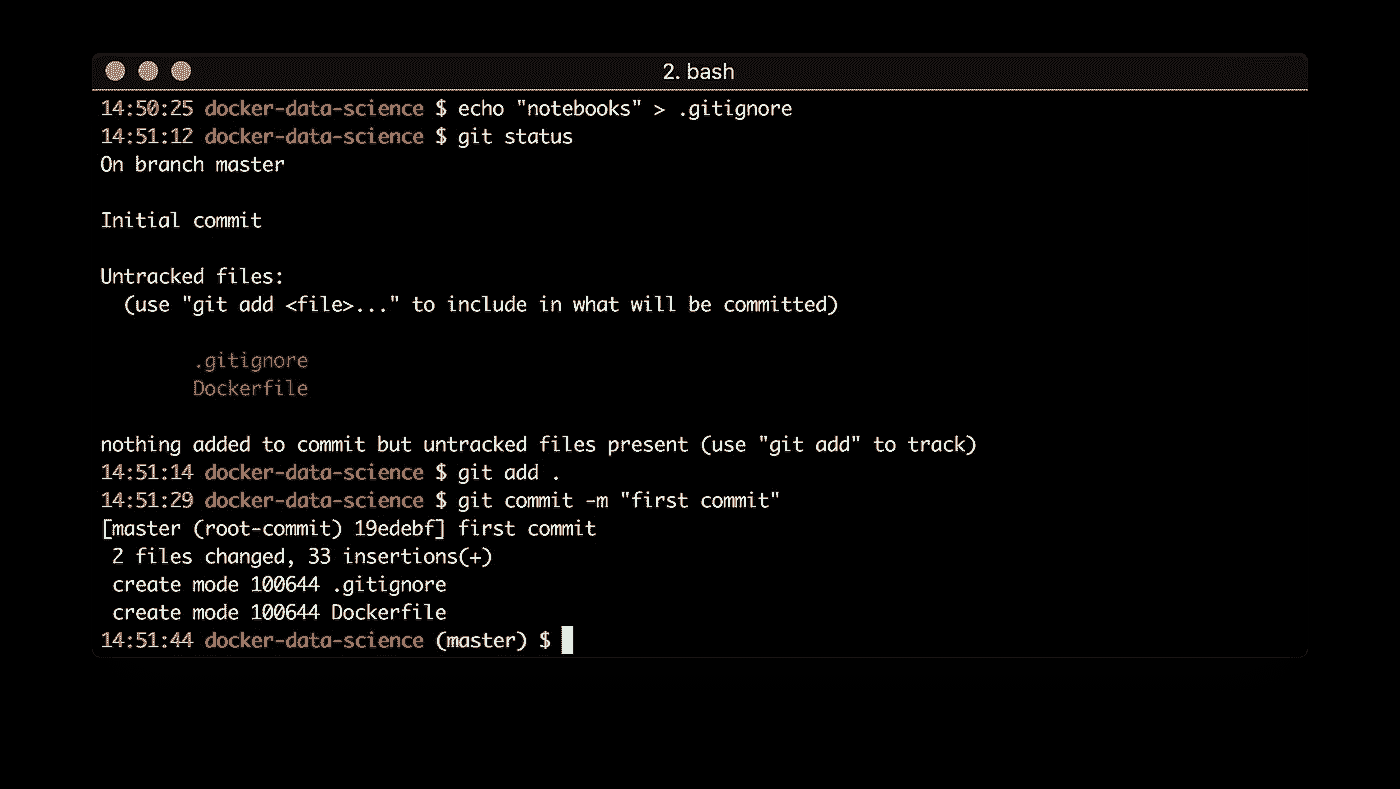 2. bash
14:50:25 docker-data-science $ echo "notebooks" > .gitignore
14:51:12 docker-data-science $ git status
On branch master
Initial commit
Untracked files:
  (use "git add <file>..." to include in what will be committed)
        .gitignore
        Dockerfile
nothing added to commit but untracked files present (use "git add" to track)
14:51:14 docker-data-science $ git add .
14:51:29 docker-data-science $ git commit -m "first commit"
[master (root-commit) 19edebf] first commit
 2 files changed, 33 insertions(+)
 create mode 100644 .gitignore
 create mode 100644 Dockerfile
14:51:44 docker-data-science (master) $